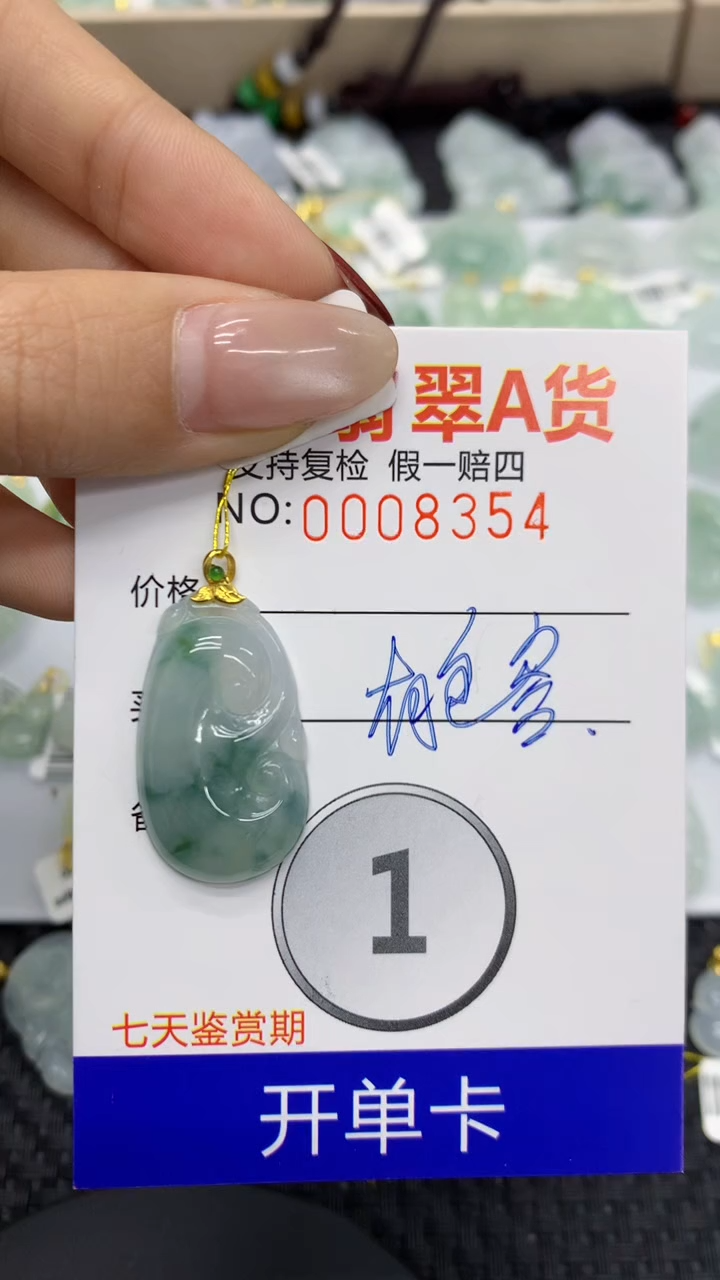 翡翠A货
支持复检 假一赔四
NO:0008354
价格
1
七天鉴赏期
开单卡